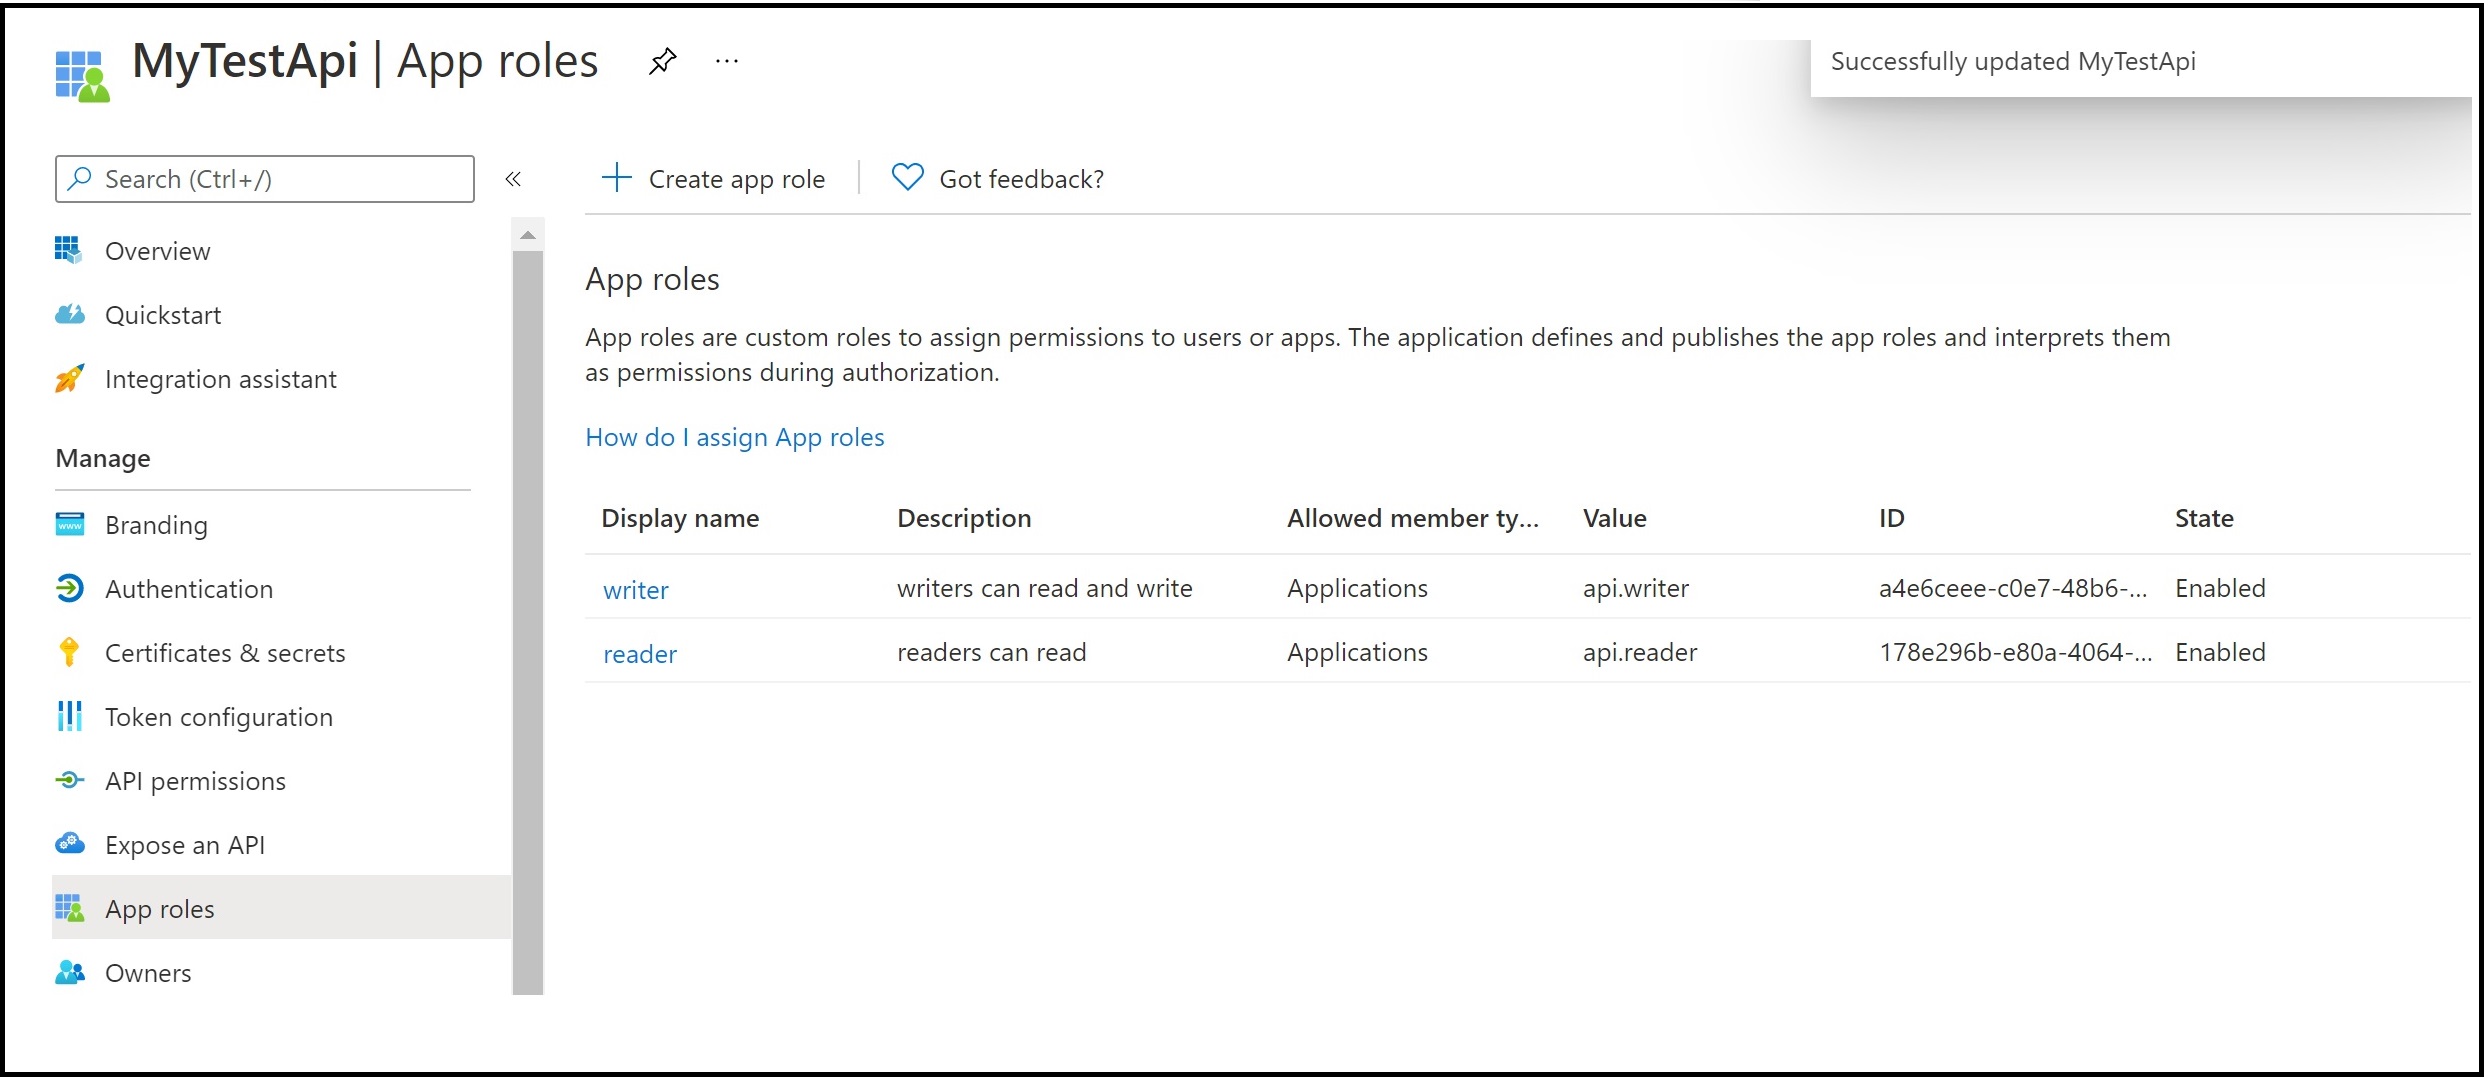 MyTestApi | App roles
Successfully updated MyTestApi
Search (Ctrl+/)
Create app role
Got feedback?
Overview
Quickstart
Integration assistant
Manage
Branding
Authentication
Certificates & secrets
Token configuration
API permissions
Expose an API
App roles
Owners
App roles
App roles are custom roles to assign permissions to users or apps. The application defines and publishes the app roles and interprets them
as permissions during authorization.
How do I assign App roles
Display name Description Allowed member ty... Value ID State
writer writers can read and write Applications api.writer a4e6ceee-c0e7-48b6-... Enabled
reader readers can read Applications api.reader 178e296b-e80a-4064-... Enabled